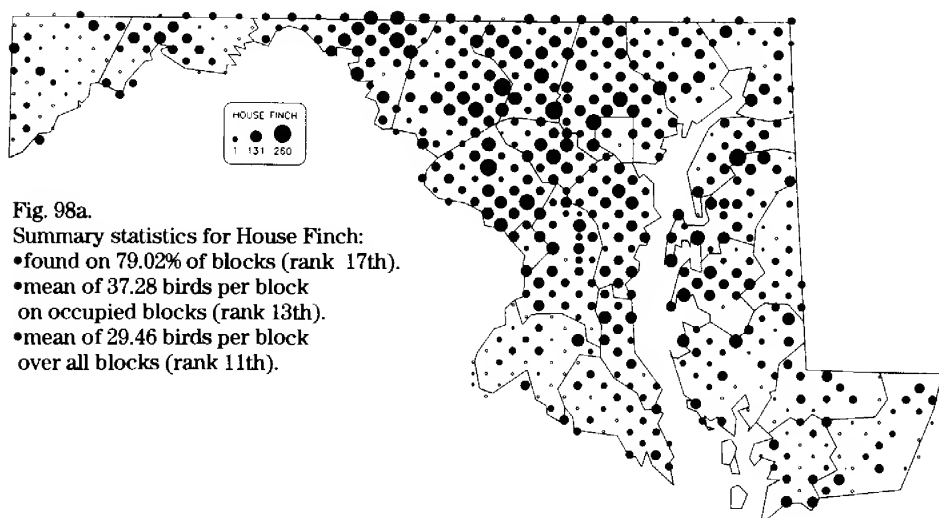 HOUSE FINCH
1 131 260
Fig. 98a.
Summary statistics for House Finch:
•found on 79.02% of blocks (rank 17th).
•mean of 37.28 birds per block
on occupied blocks (rank 13th).
•mean of 29.46 birds per block
over all blocks (rank 11th).